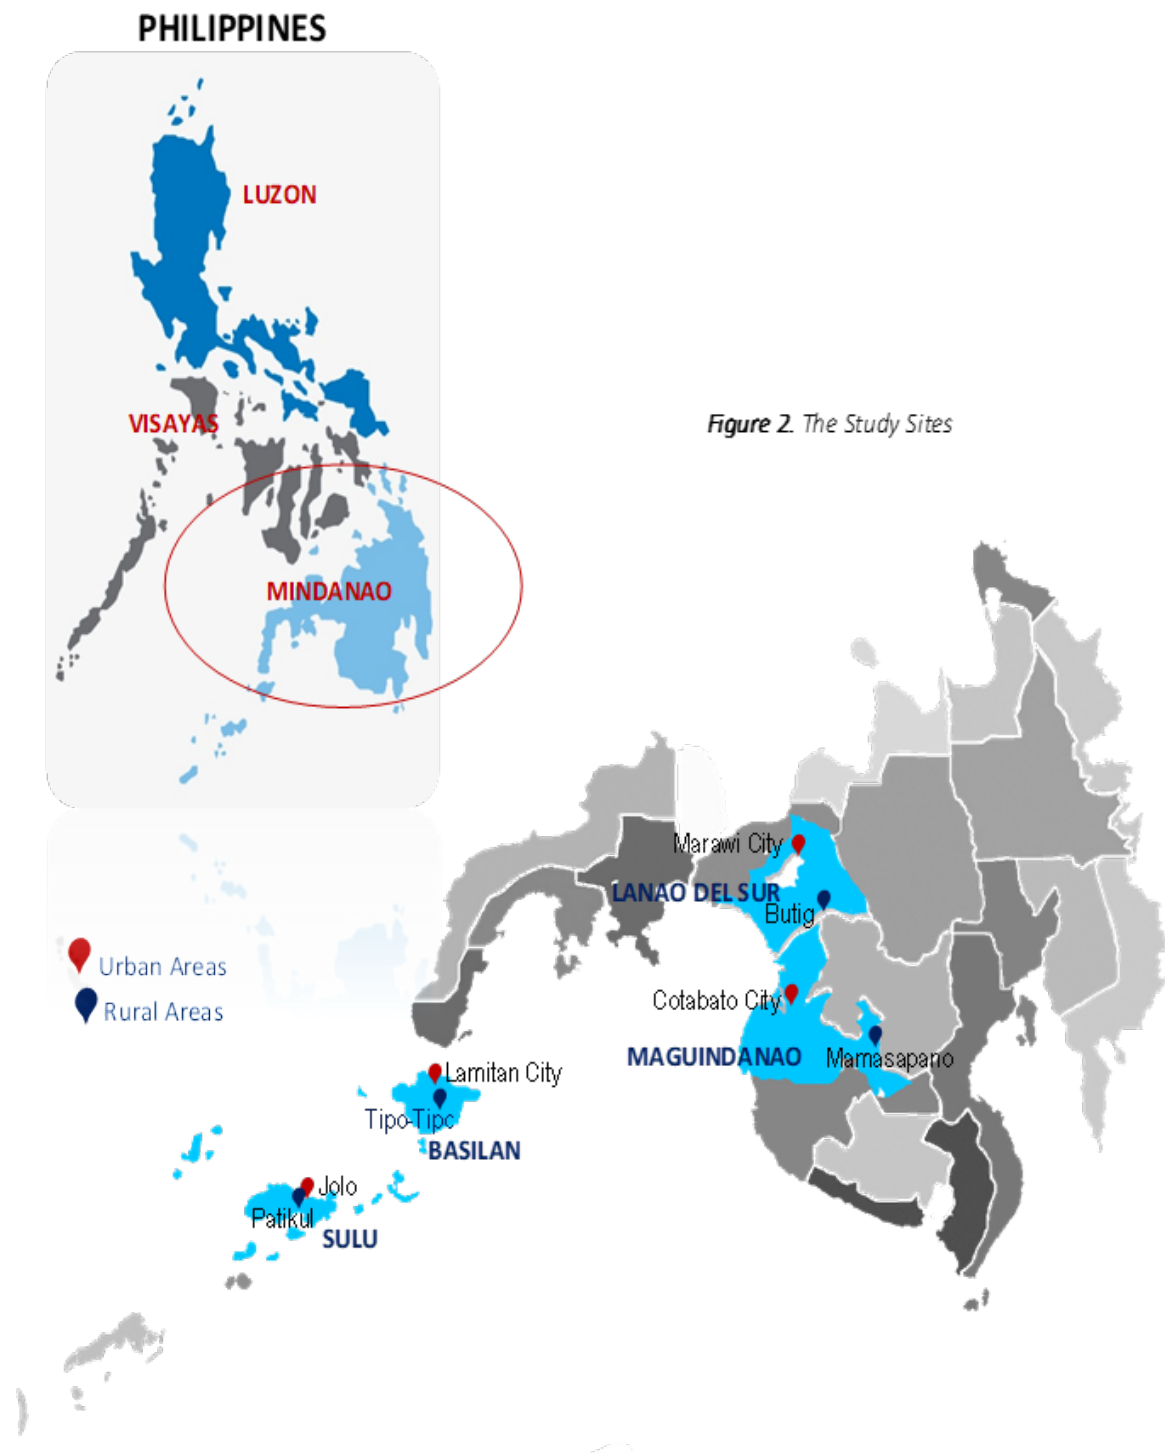 PHILIPPINES
LUZON
VISAYAS
MINDANAO
Figure 2. The Study Sites
Marawi City
LANAO DEL SUR
Butig
Urban Areas
Rural Areas
Cotabato City
MAGUINDANAO
Mamasapano
Lamitan City
Tipo-Tipo
BASILAN
Jolo
Patikul
SULU